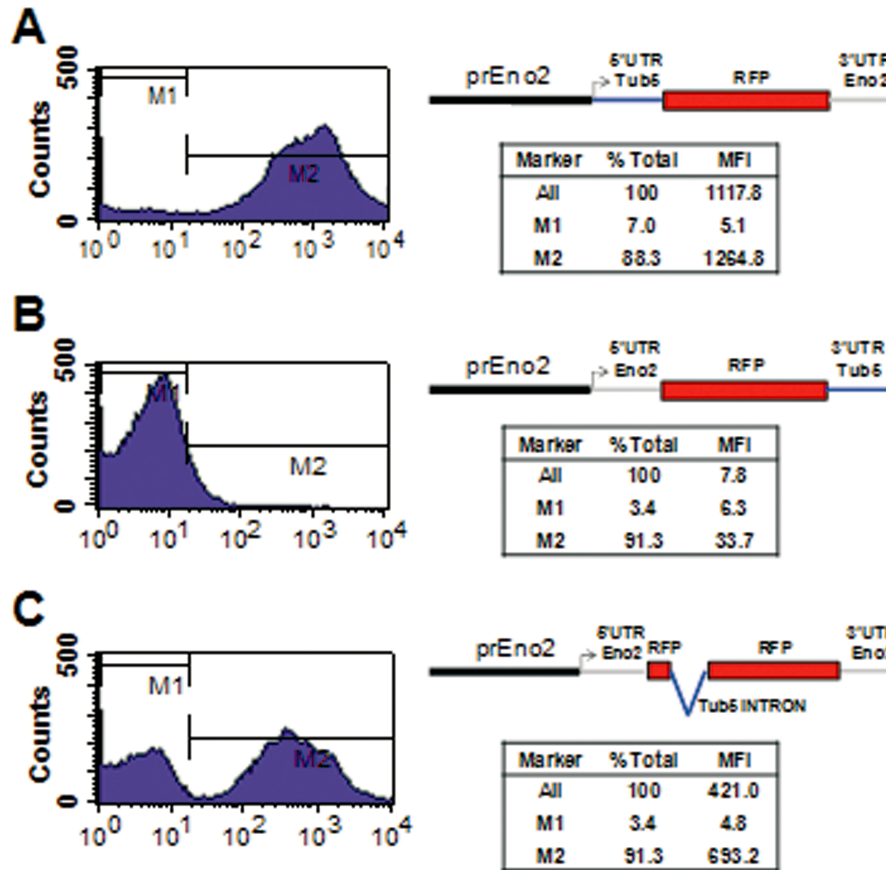 A
500
Counts
0
M1
M2
10^0 10^1 10^2 10^3 10^4
prEno2
5'UTR
Tub5
RFP
3'UTR
Eno2
Marker % Total MFI
All 100 1117.8
M1 7.0 5.1
M2 88.3 1264.8
B
500
Counts
0
M1
M2
10^0 10^1 10^2 10^3 10^4
prEno2
5'UTR
Eno2
RFP
3'UTR
Tub5
Marker % Total MFI
All 100 7.8
M1 3.4 6.3
M2 91.3 33.7
C
500
Counts
0
M1
M2
10^0 10^1 10^2 10^3 10^4
prEno2
5'UTR
Eno2
RFP
RFP
3'UT
Eno
Tub5 INTRON
Marker % Total MFI
All 100 421.0
M1 3.4 4.8
M2 91.3 693.2